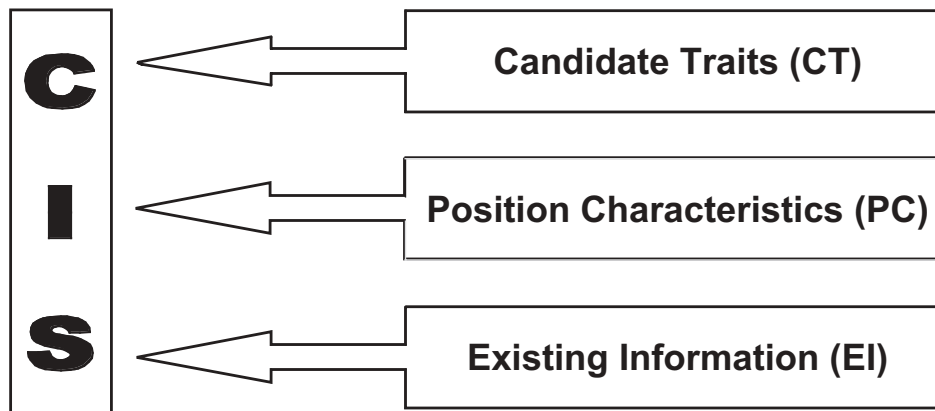 C
Candidate Traits (CT)
I
Position Characteristics (PC)
S
Existing Information (EI)